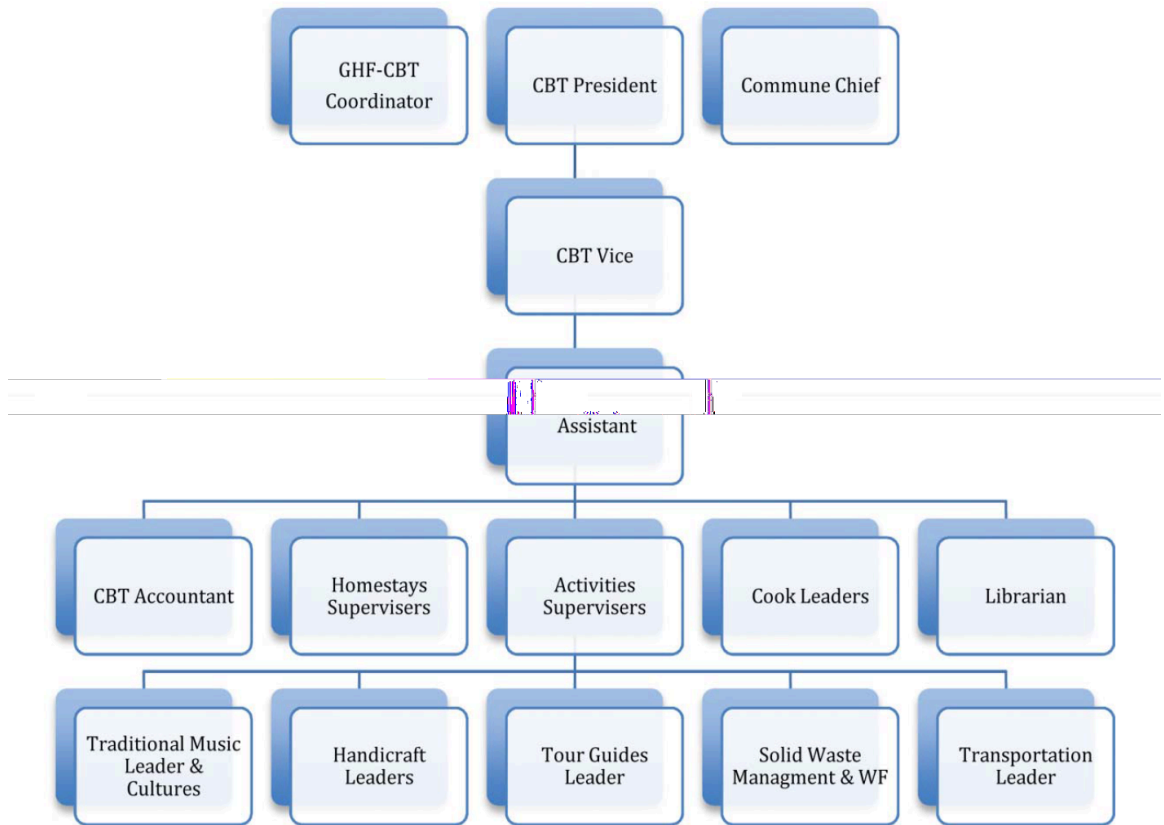 GHF-CBT
Coordinator
CBT President
Commune Chief
CBT Vice
Assistant
CBT Accountant
Homestays
Supervisers
Activities
Supervisers
Cook Leaders
Librarian
Traditional Music
Leader &
Cultures
Handicraft
Leaders
Tour Guides
Leader
Solid Waste
Managment & WF
Transportation
Leader